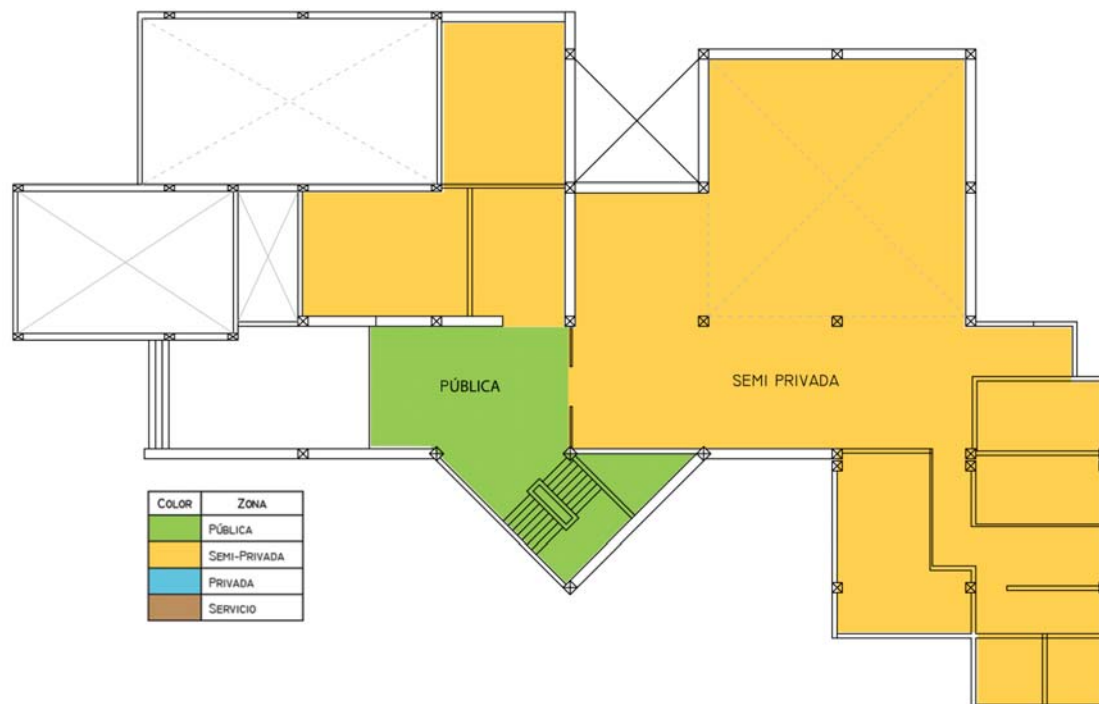 PÚBLICA
SEMI PRIVADA
COLOR ZONA
PÚBLICA
SEMI-PRIVADA
PRIVADA
SERVICIO